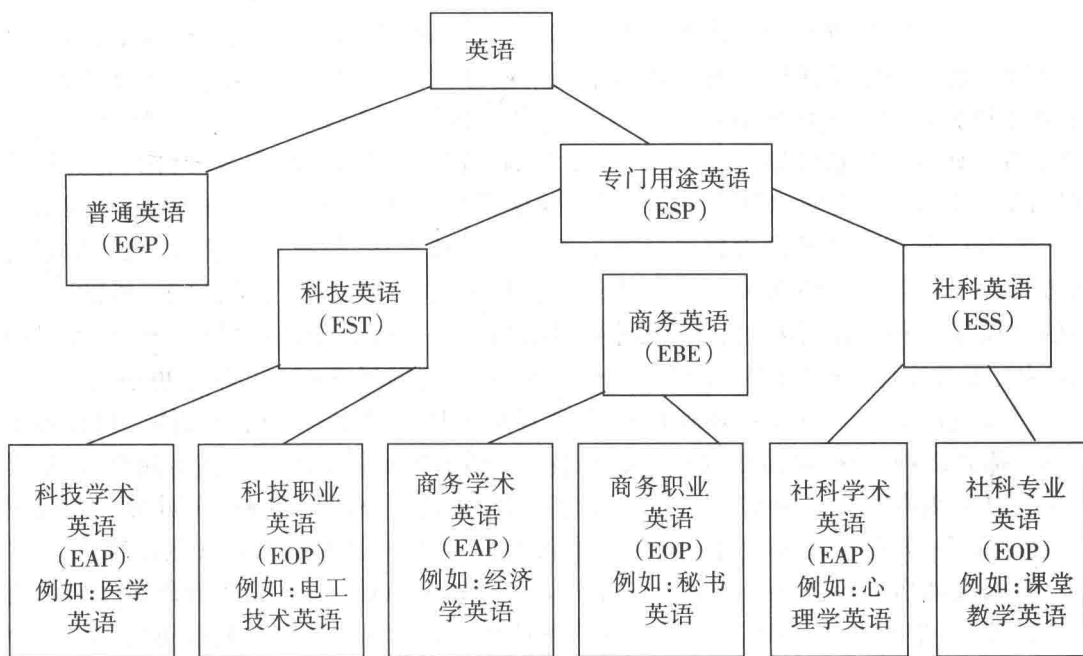 英语
普通英语
(EGP)
专门用途英语
(ESP)
科技英语
(EST)
商务英语
(EBE)
社科英语
(ESS)
科技学术
英语
(EAP)
例如:医学
英语
科技职业
英语
(EOP)
例如:电工
技术英语
商务学术
英语
(EAP)
例如:经济
学英语
商务职业
英语
(EOP)
例如:秘书
英语
社科学术
英语
(EAP)
例如:心
理学英语
社科专业
英语
(EOP)
例如:课堂
教学英语